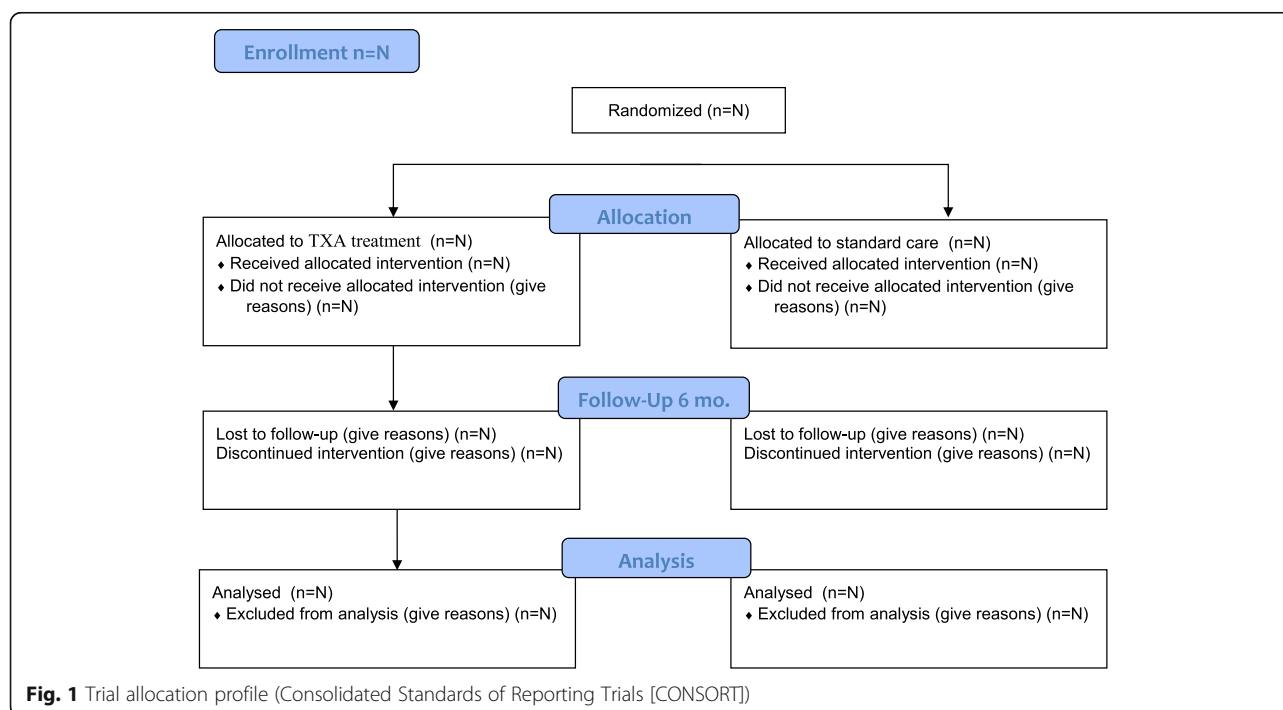 Enrollment n=N
Randomized (n=N)
Allocation
Allocated to TXA treatment (n=N)
♦ Received allocated intervention (n=N)
♦ Did not receive allocated intervention (give
reasons) (n=N)
Allocated to standard care (n=N)
♦ Received allocated intervention (n=N)
♦ Did not receive allocated intervention (give
reasons) (n=N)
Follow-Up 6 mo.
Lost to follow-up (give reasons) (n=N)
Discontinued intervention (give reasons) (n=N)
Lost to follow-up (give reasons) (n=N)
Discontinued intervention (give reasons) (n=N)
Analysis
Analysed (n=N)
♦ Excluded from analysis (give reasons) (n=N)
Analysed (n=N)
♦ Excluded from analysis (give reasons) (n=N)
Fig. 1 Trial allocation profile (Consolidated Standards of Reporting Trials [CONSORT])